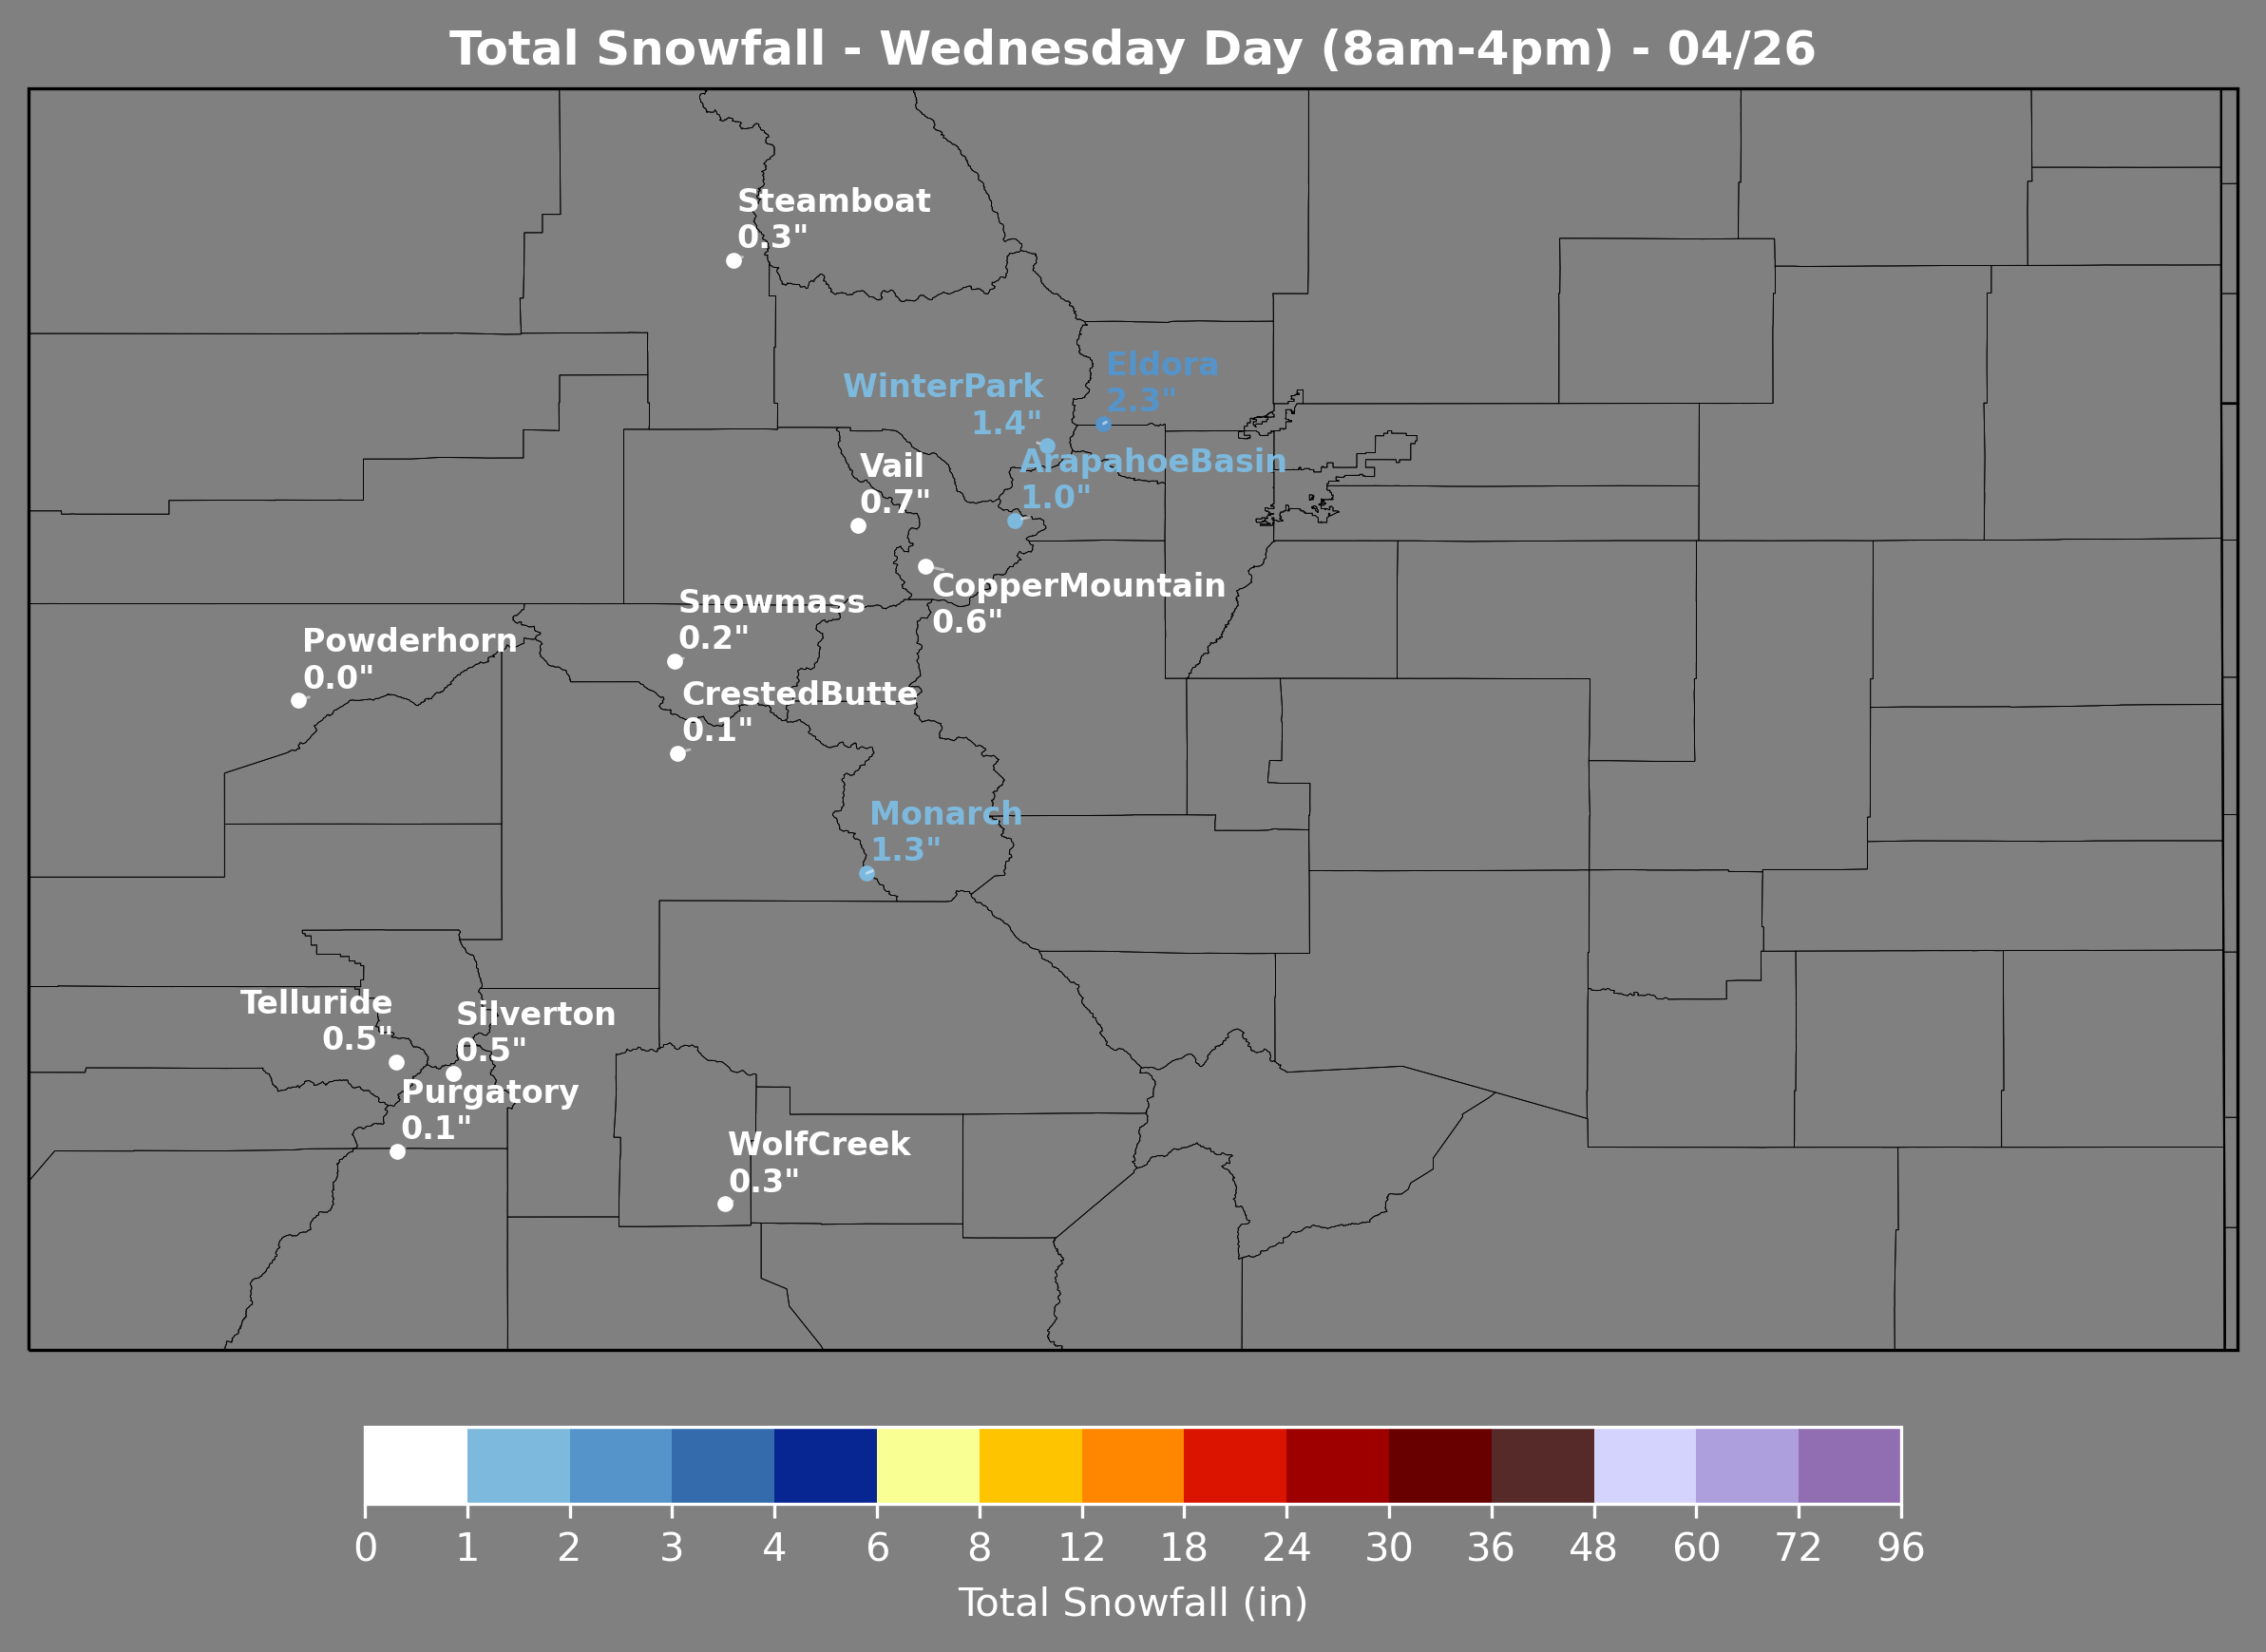 Total Snowfall - Wednesday Day (8am-4pm) - 04/26
Steamboat
0.3"
Eldora
2.3"
WinterPark
1.4"
ArapahoeBasin
1.0"
Vail
0.7"
CopperMountain
0.6"
Snowmass
0.2"
Powderhorn
0.0"
CrestedButte
0.1"
Monarch
1.3"
Telluride
0.5"
Silverton
0.5"
Purgatory
0.1"
WolfCreek
0.3"
0 1 2 3 4 6 8 12 18 24 30 36 48 60 72 96
Total Snowfall (in)